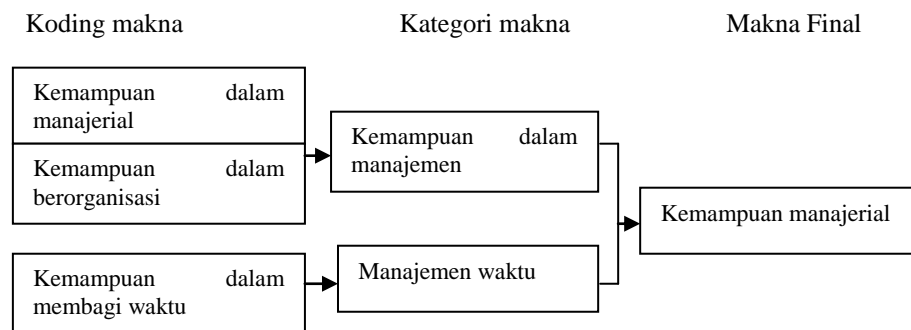 Koding makna
Kategori makna
Makna Final
Kemampuan dalam
manajerial
Kemampuan dalam
berorganisasi
Kemampuan dalam
membagi waktu
Kemampuan dalam
manajemen
Manajemen waktu
Kemampuan manajerial